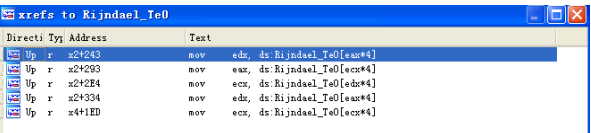 xrefs to Rijndael_Te0
Directi Typ Address Text
Up r x2+243 mov edx, ds:Rijndael_Te0[eax*4]
Up r x2+293 mov eax, ds:Rijndael_Te0[eax*4]
Up r x2+2E4 mov ecx, ds:Rijndael_Te0[ecx*4]
Up r x2+334 mov edx, ds:Rijndael_Te0[edx*4]
Up r x4+1ED mov ecx, ds:Rijndael_Te0[ecx*4]